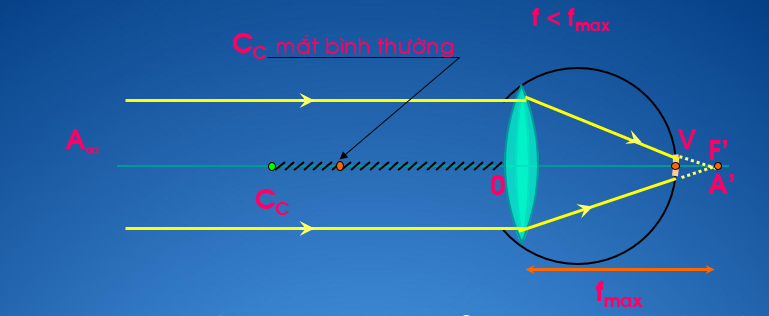 f < fmax
CC mắt bình thường
A∞
V
F’
O
A’
CC
fmax